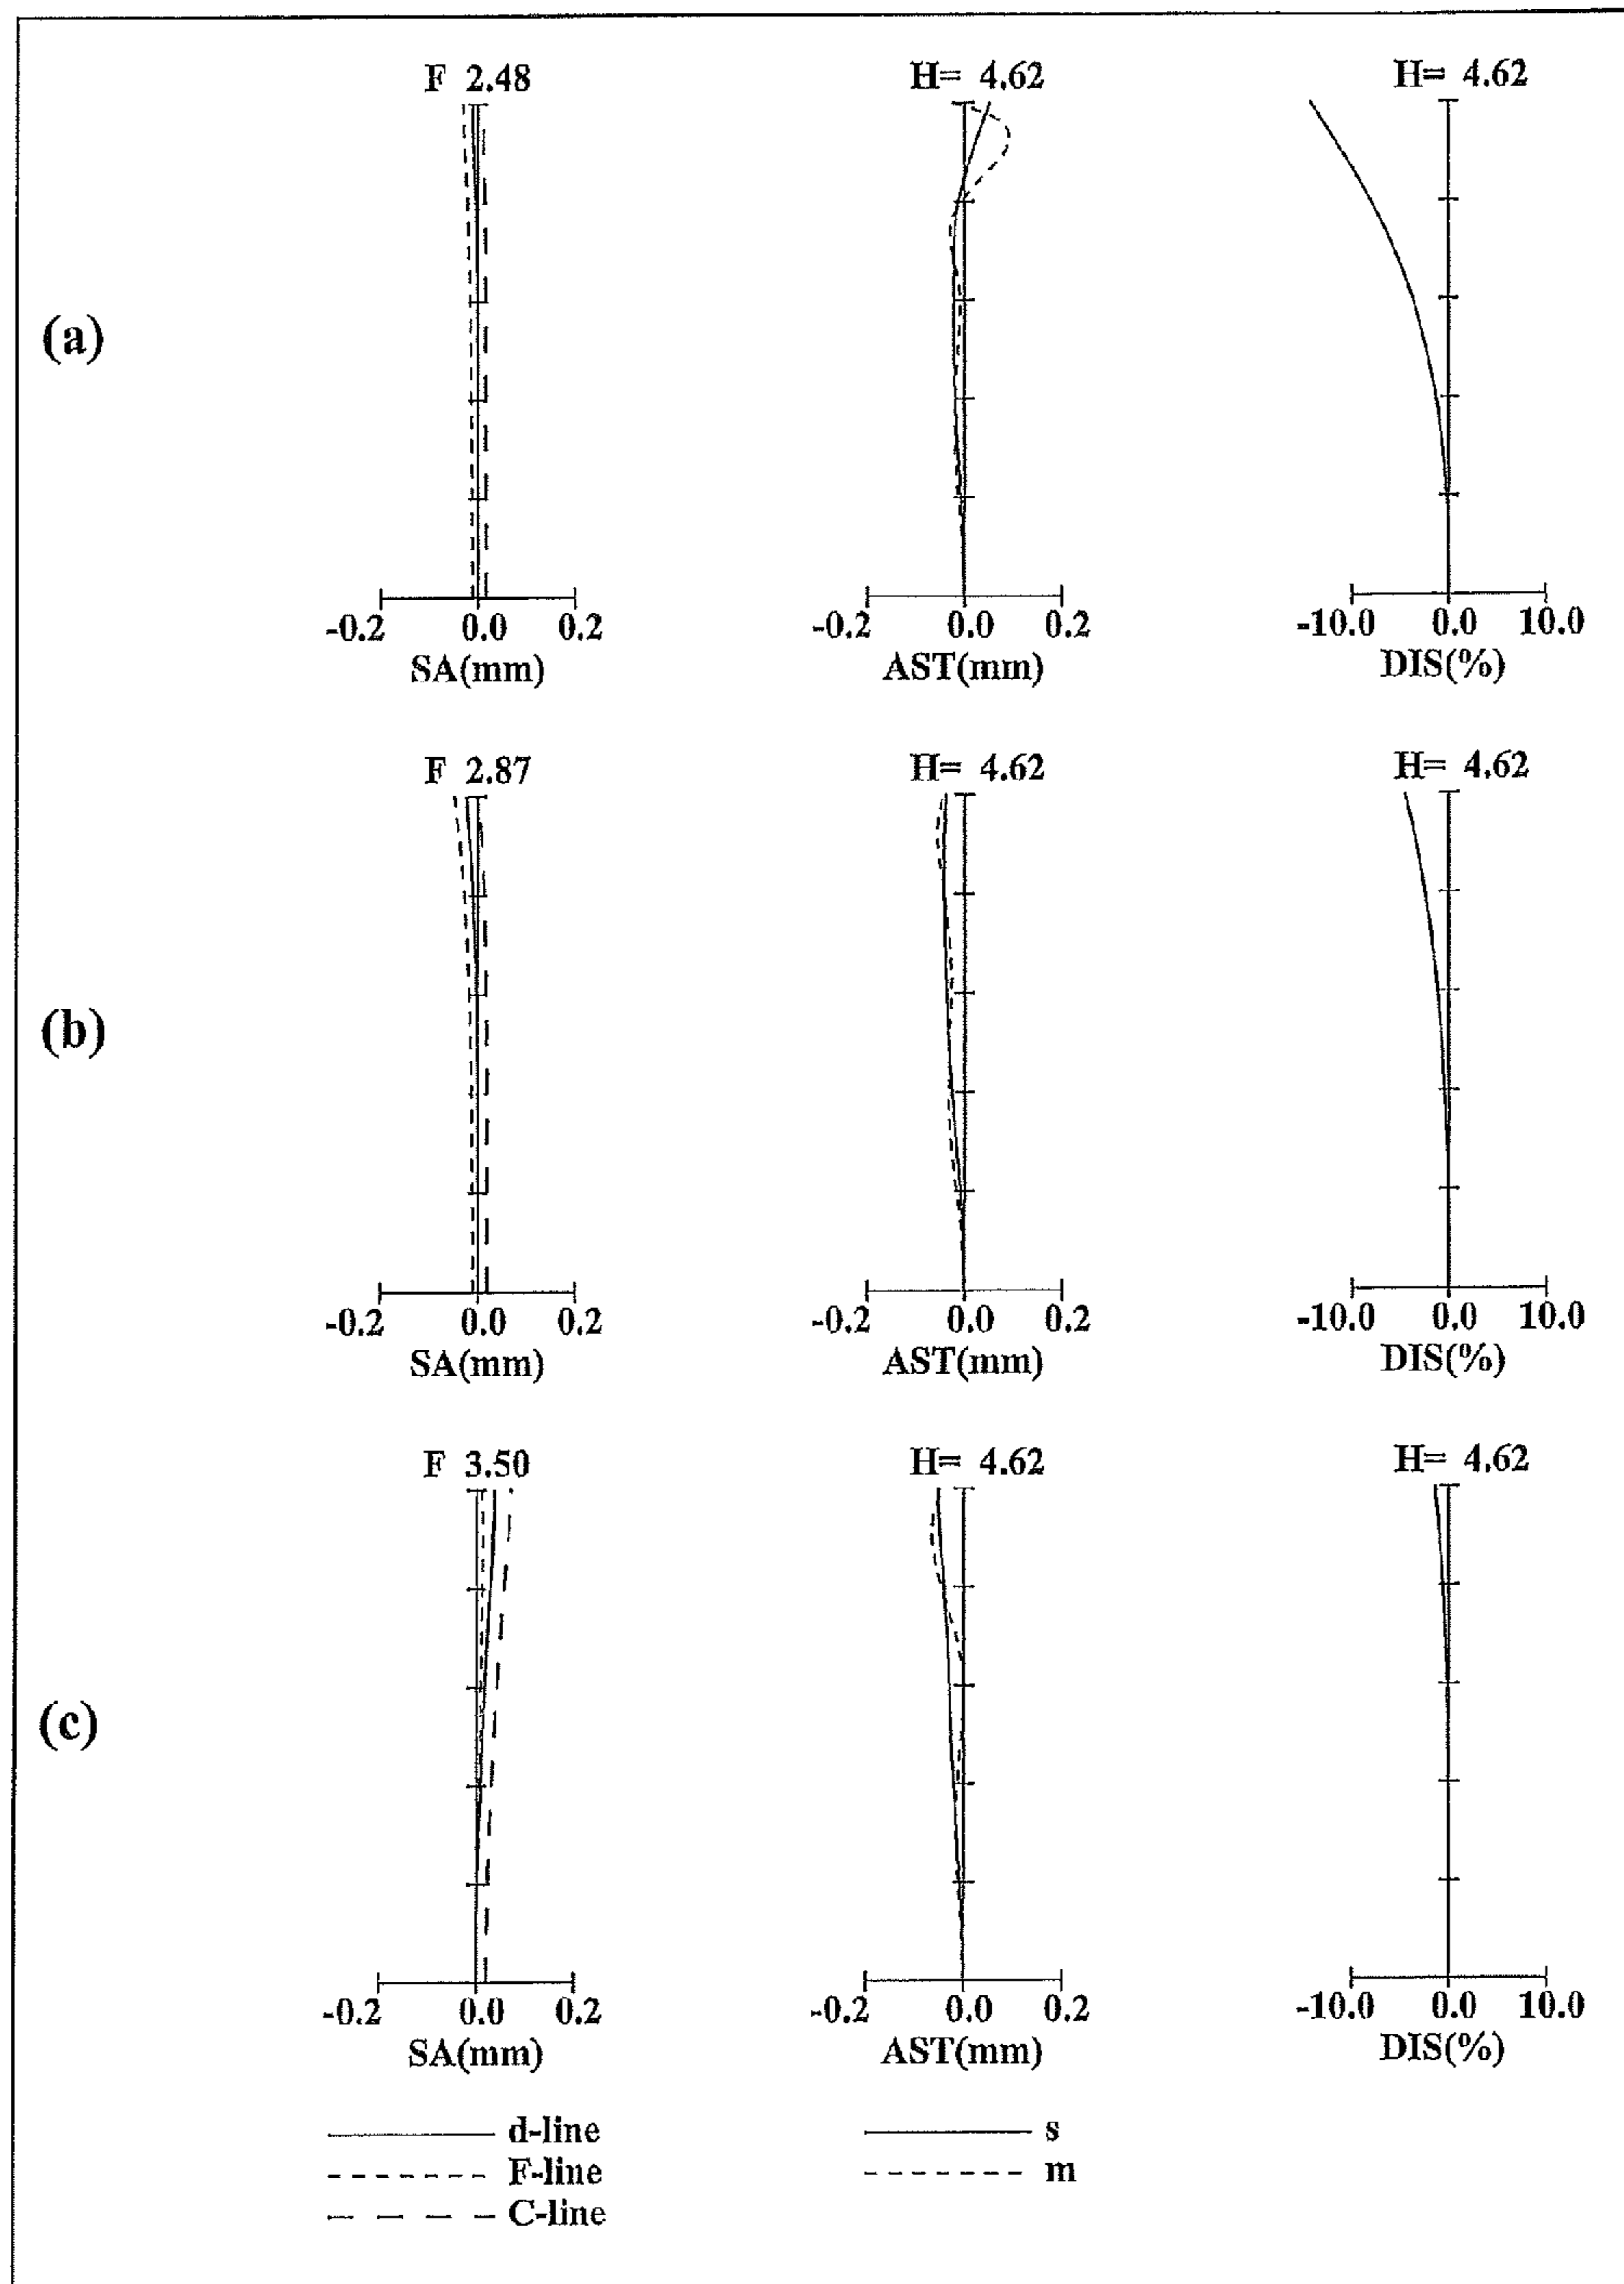 F 2.48 H= 4.62 H= 4.62
(a)
-0.2 0.0 0.2 -0.2 0.0 0.2 -10.0 0.0 10.0
SA(mm) AST(mm) DIS(%)
F 2.87 H= 4.62 H= 4.62
(b)
-0.2 0.0 0.2 -0.2 0.0 0.2 -10.0 0.0 10.0
SA(mm) AST(mm) DIS(%)
F 3.50 H= 4.62 H= 4.62
(c)
-0.2 0.0 0.2 -0.2 0.0 0.2 -10.0 0.0 10.0
SA(mm) AST(mm) DIS(%)
d-line s
F-line m
C-line